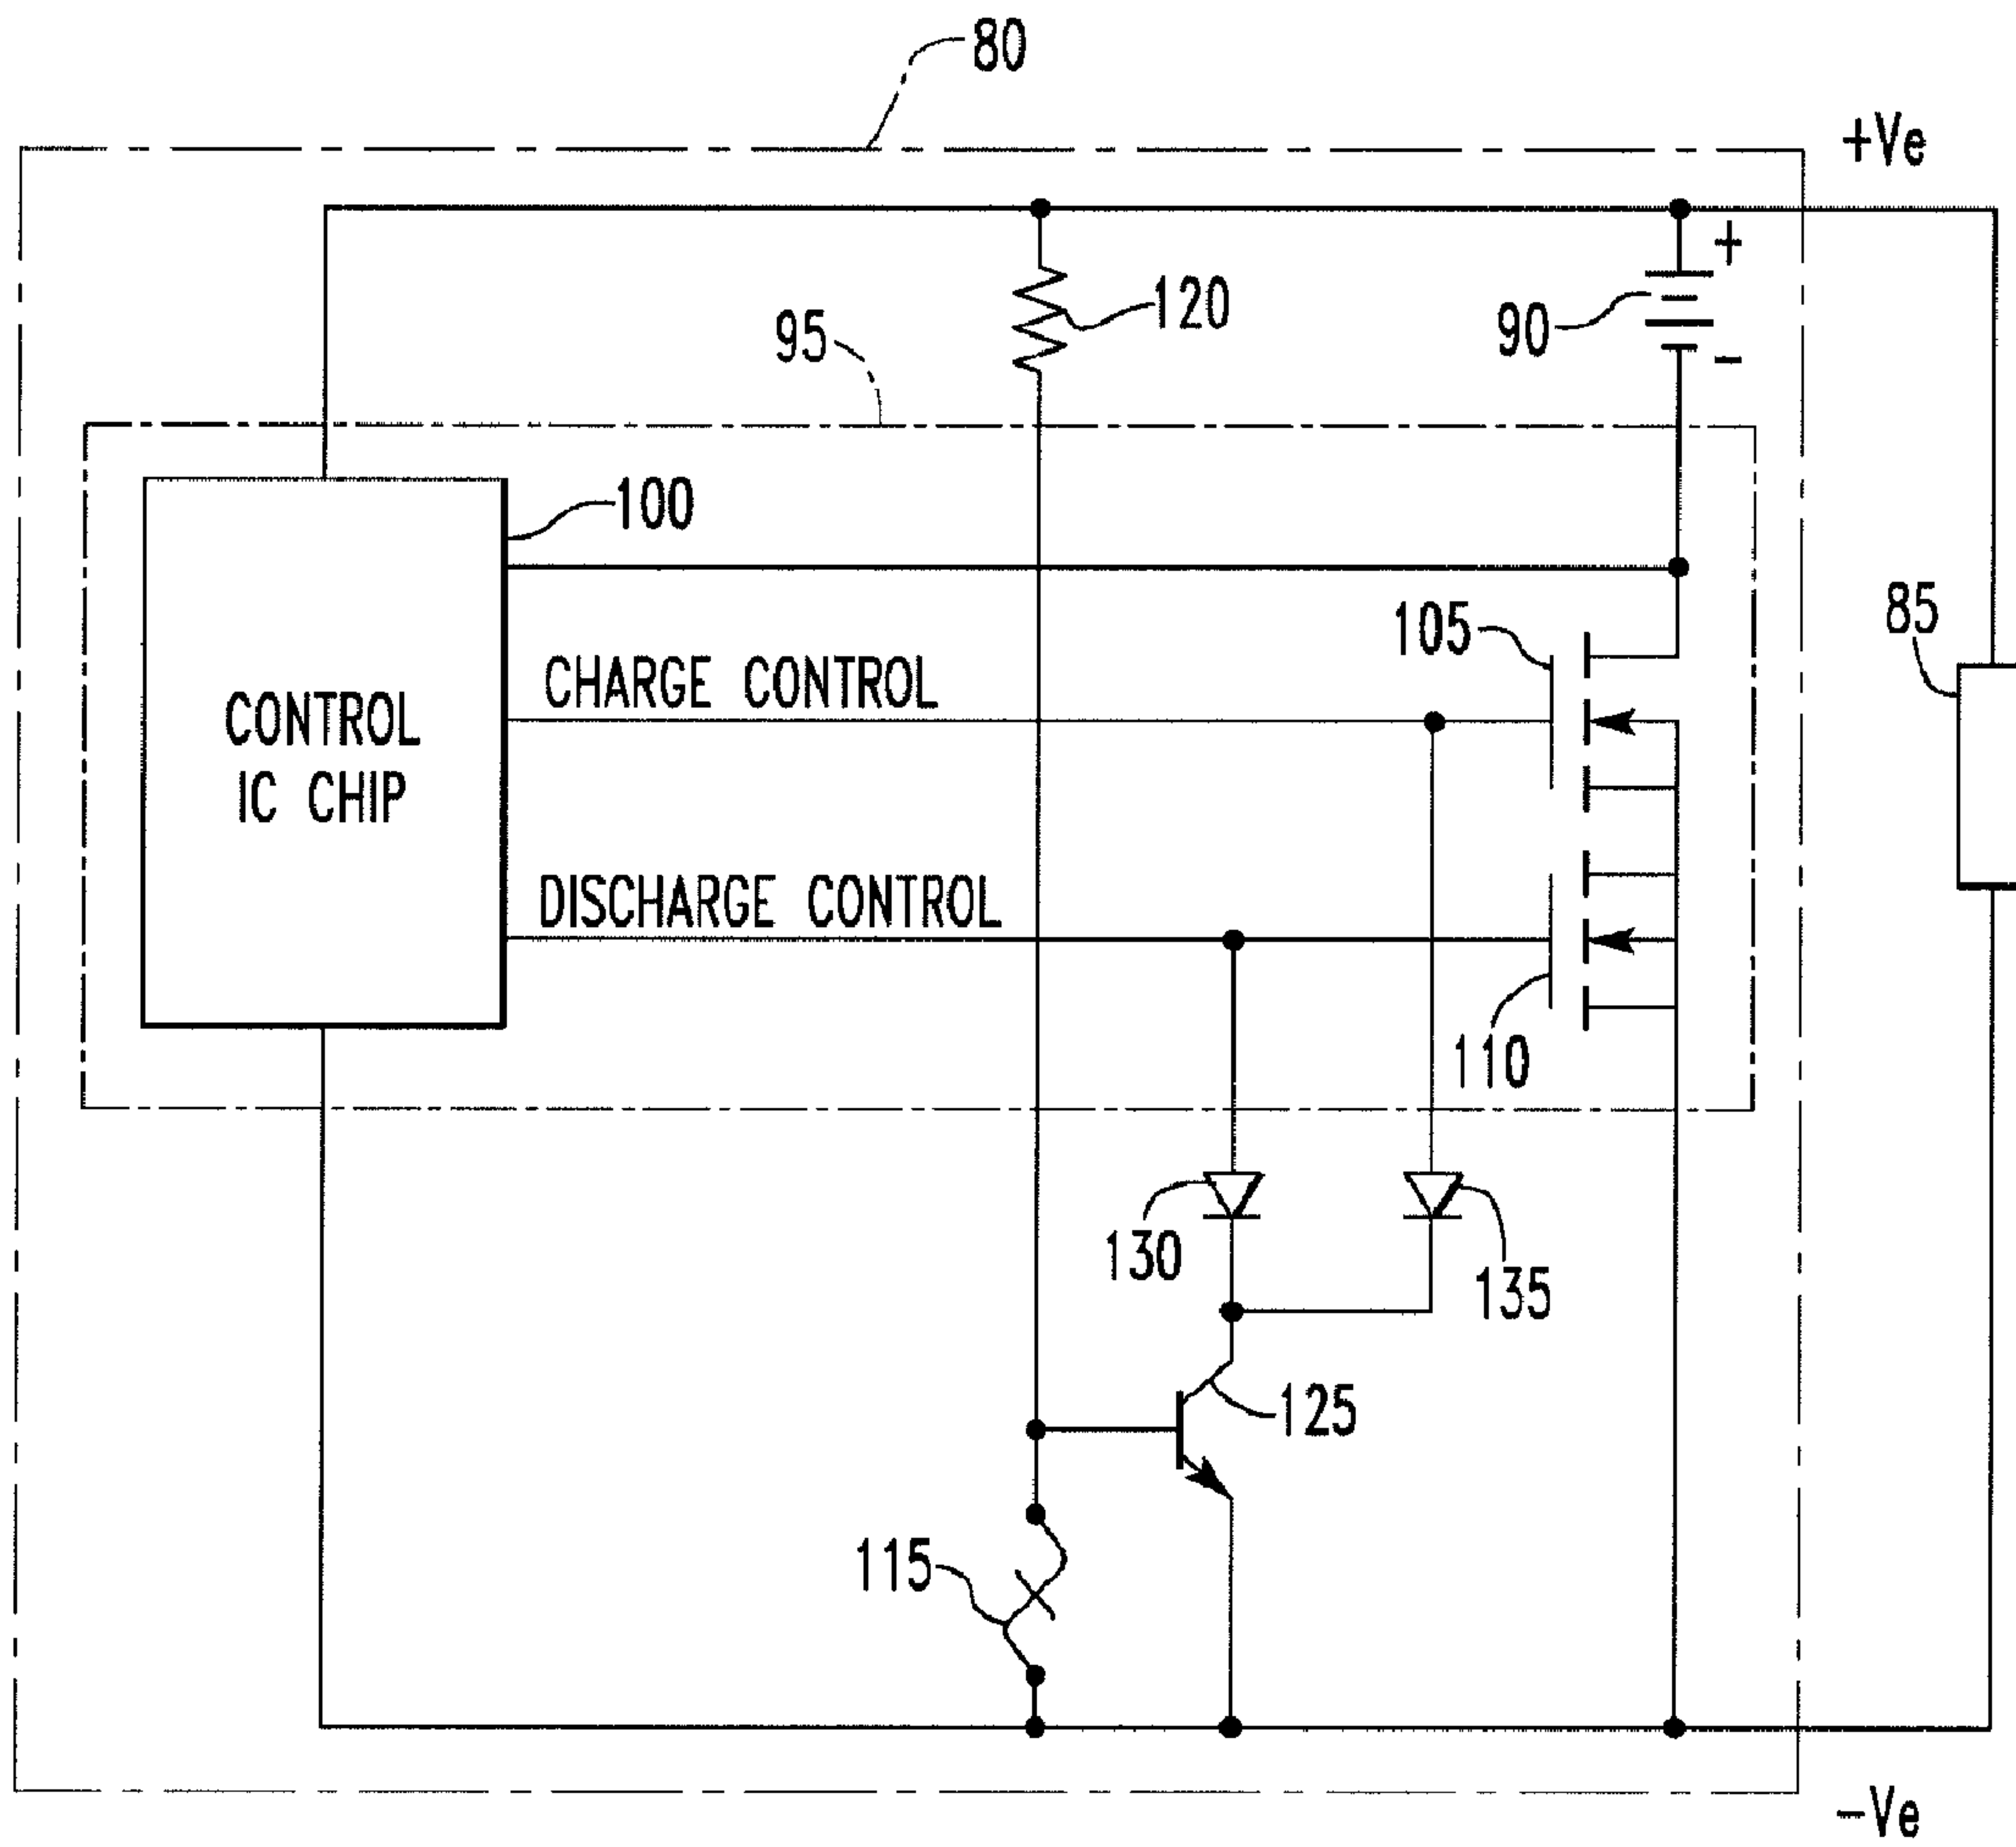 80
+Ve
+
120
90
95
-
100
105
85
CHARGE CONTROL
CONTROL
IC CHIP
DISCHARGE CONTROL
110
130
135
125
115
-Ve